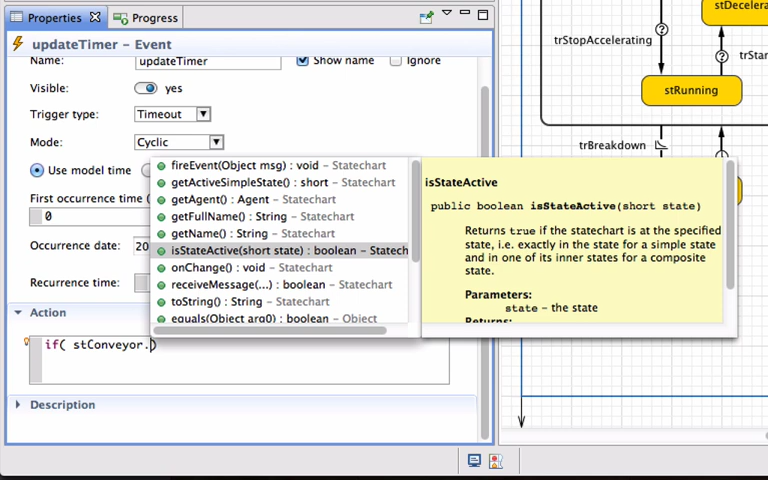 Properties
Progress
updateTimer – Event
Name:
updateTimer
Show name
Ignore
Visible:
yes
Trigger type:
Timeout
Mode:
Cyclic
Use model time
First occurrence time (
0
Occurrence date:
20
Recurrence time:
fireEvent(Object msg) : void – Statechart
getActiveSimpleState() : short – Statechart
getAgent() : Agent – Statechart
getFullName() : String – Statechart
getName() : String – Statechart
isStateActive(short state) : boolean – Statech
onChange() : void – Statechart
receiveMessage(...) : boolean – Statechart
toString() : String – Statechart
equals(Object arg0) : boolean – Object
isStateActive
public boolean isStateActive(short state)
Returns true if the statechart is at the specified
state, i.e. exactly in the state for a simple state
and in one of its inner states for a composite
state.
Parameters:
state – the state
Returns:
Action
if( stConveyor.)
Description
stDecelera
trStopAccelerating
trStar
stRunning
trBreakdown